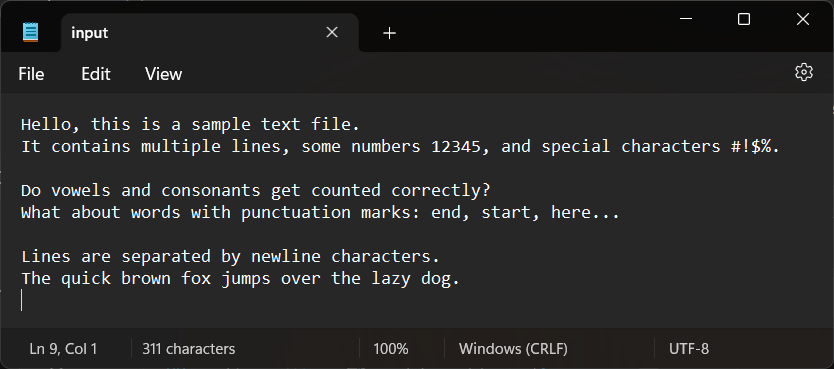 input
File Edit View
Hello, this is a sample text file.
It contains multiple lines, some numbers 12345, and special characters #!$%.
Do vowels and consonants get counted correctly?
What about words with punctuation marks: end, start, here...
Lines are separated by newline characters.
The quick brown fox jumps over the lazy dog.
Ln 9, Col 1 311 characters 100% Windows (CRLF) UTF-8